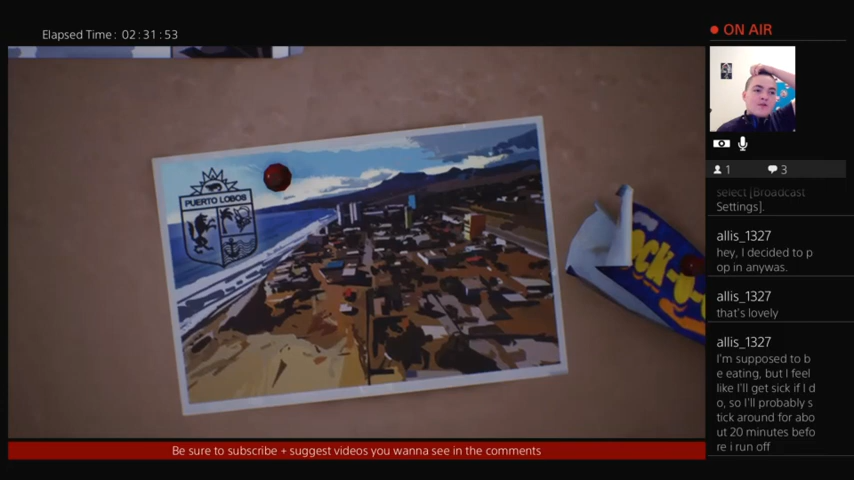 Elapsed Time: 02:31:53
ON AIR
1 3
select [Broadcast
Settings].
allis_1327
hey, I decided to p
op in anywas.
allis_1327
that's lovely
allis_1327
I'm supposed to b
e eating, but I feel
like I'll get sick if I d
o, so I'll probably s
tick around for abo
ut 20 minutes befo
re i run off
PUERTO LOBOS
Be sure to subscribe + suggest videos you wanna see in the comments